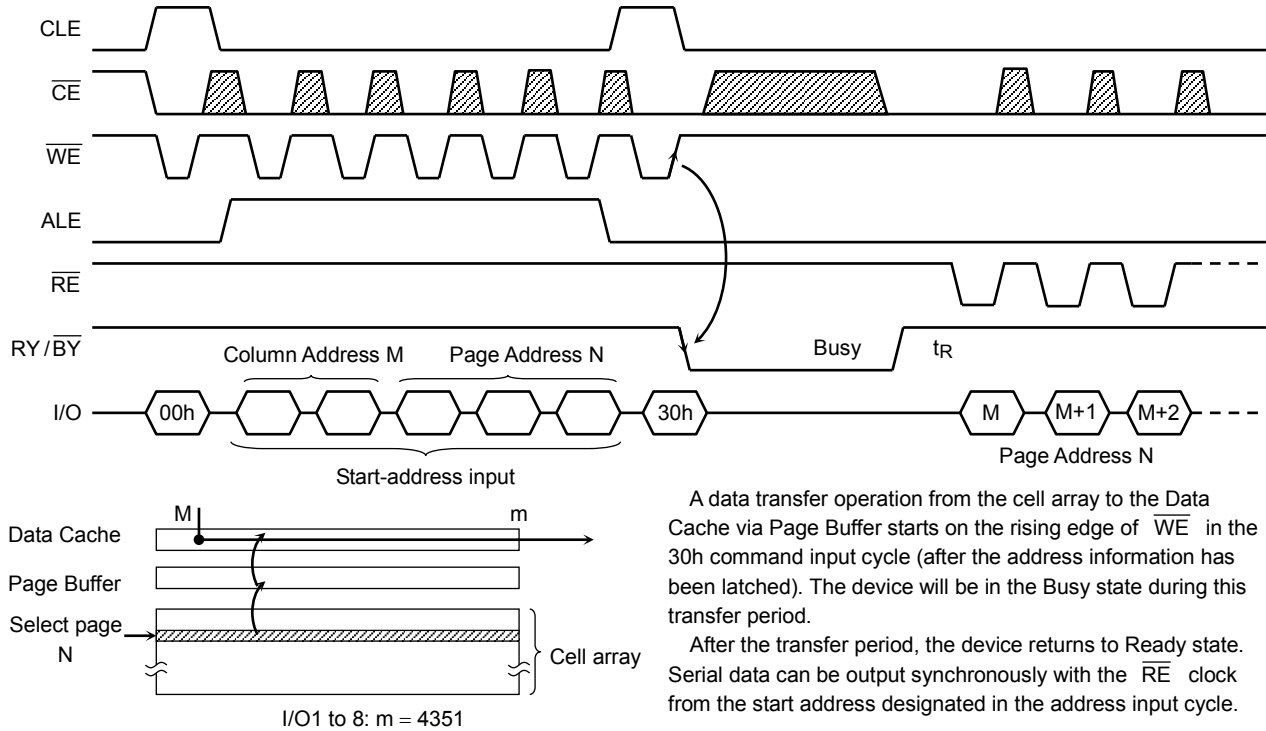 CLE
CE
WE
ALE
RE
RY/BY
Busy
tR
Column Address M
Page Address N
I/O
00h
30h
M
M+1
M+2
Start-address input
Page Address N
M
m
Data Cache
Page Buffer
Select page
N
Cell array
I/O1 to 8: m = 4351
A data transfer operation from the cell array to the Data
Cache via Page Buffer starts on the rising edge of WE in the
30h command input cycle (after the address information has
been latched). The device will be in the Busy state during this
transfer period.
After the transfer period, the device returns to Ready state.
Serial data can be output synchronously with the RE clock
from the start address designated in the address input cycle.